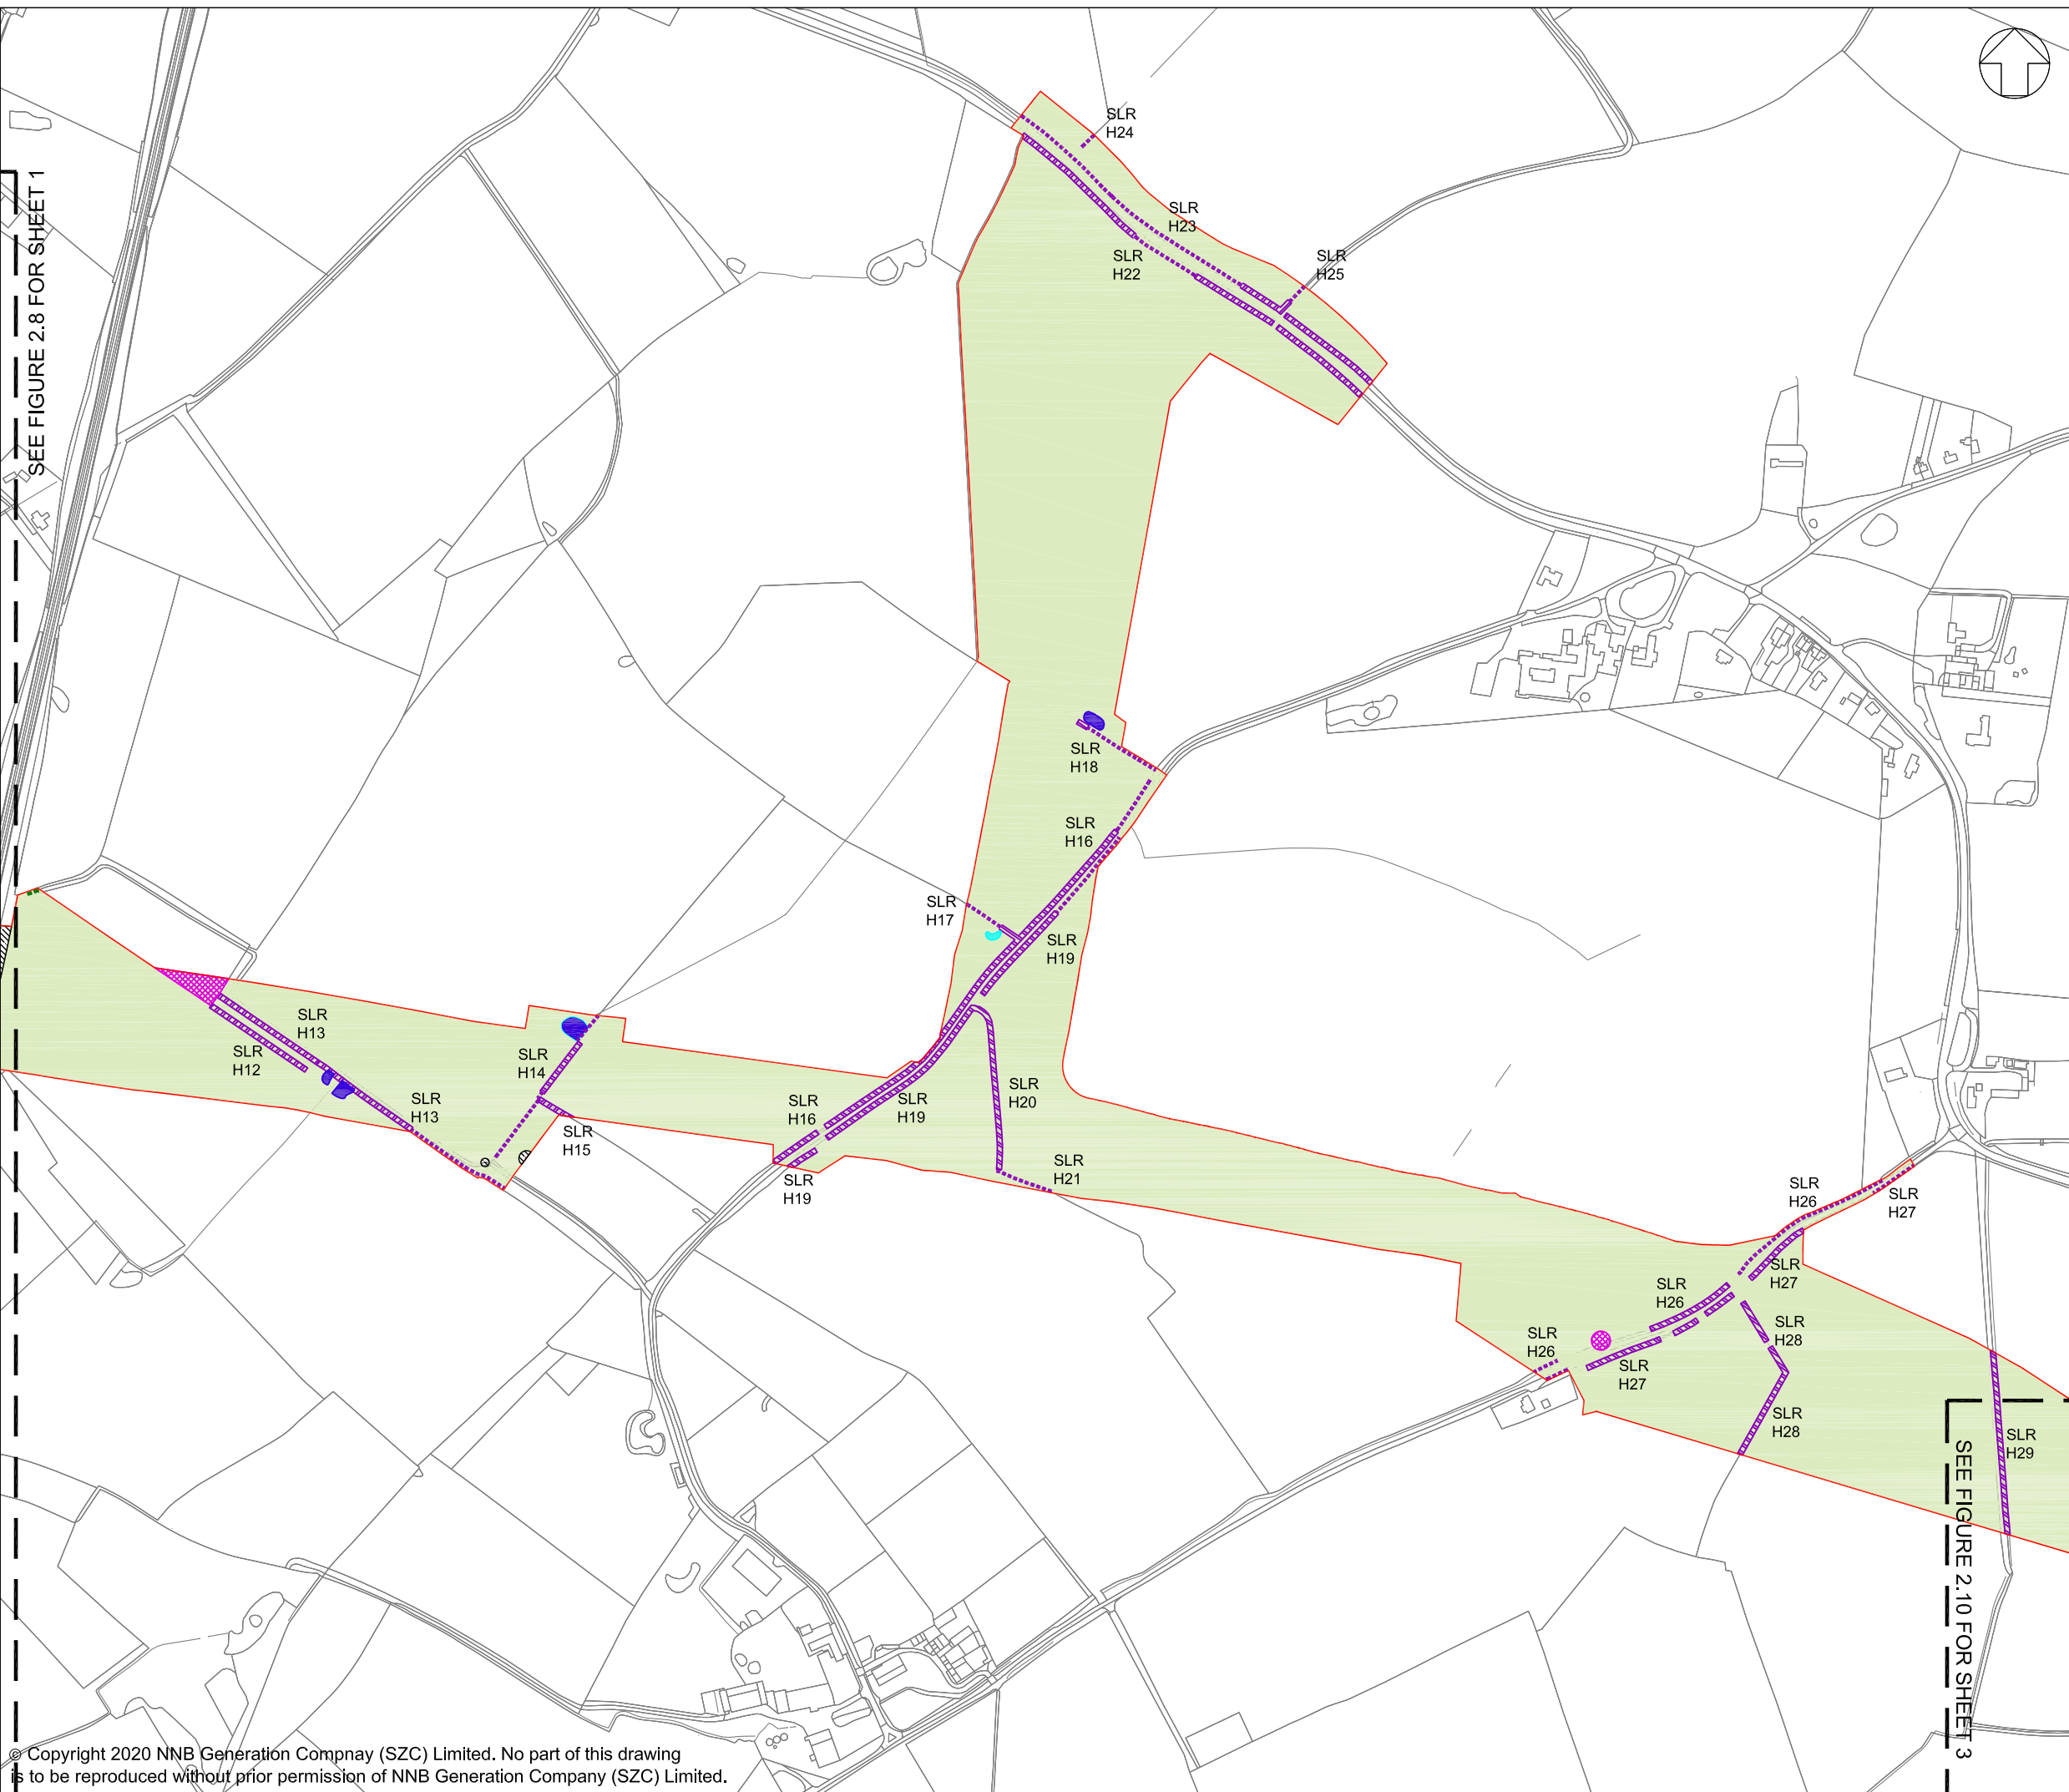 SEE FIGURE 2.8 FOR SHEET 1
SLR
H24
SLR
H23
SLR
H22
SLR
H25
SLR
H18
SLR
H16
SLR
H17
SLR
H19
SLR
H13
SLR
H12
SLR
H14
SLR
H13
SLR
H15
SLR
H16
SLR
H19
SLR
H20
SLR
H19
SLR
H21
SLR
H26
SLR
H27
SLR
H27
SLR
H26
SLR
H28
SLR
H26
SLR
H27
SLR
H28
SLR
H29
SEE FIGURE 2.10 FOR SHEET 3
© Copyright 2020 NNB Generation Compnay (SZC) Limited. No part of this drawing
is to be reproduced without prior permission of NNB Generation Company (SZC) Limited.